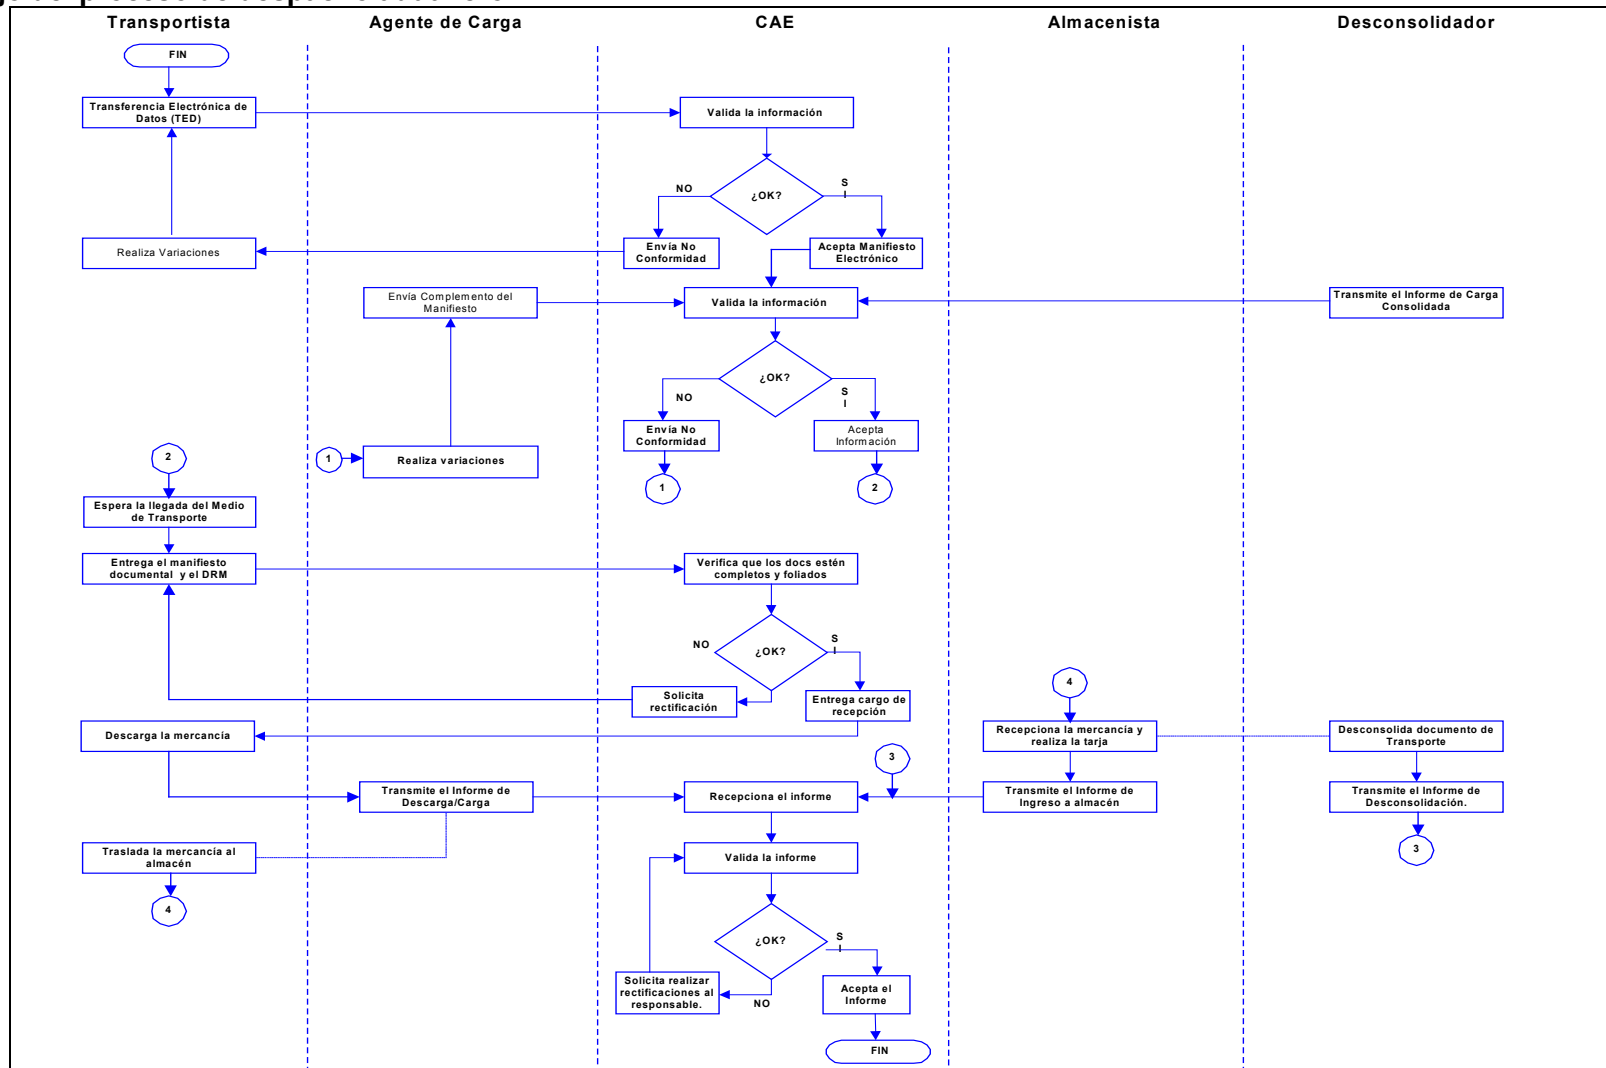 Transportista
Agente de Carga
CAE
Almacenista
Desconsolidador
FIN
Transferencia Electrónica de
Datos (TED)
Valida la información
¿OK?
NO
S
I
Realiza Variaciones
Envía No
Conformidad
Acepta Manifiesto
Electrónico
Envía Complemento del
Manifiesto
Valida la información
Transmite el Informe de Carga
Consolidada
¿OK?
NO
S
I
Envía No
Conformidad
Acepta
Información
2
1
Realiza variaciones
1
2
Espera la llegada del Medio
de Transporte
Entrega el manifiesto
documental y el DRM
Verifica que los docs estén
completos y foliados
NO
¿OK?
S
I
Solicita
rectificación
Entrega cargo de
recepción
4
Descarga la mercancía
Recepciona la mercancía y
realiza la tarja
Desconsolida documento de
Transporte
3
Transmite el Informe de
Descarga/Carga
Recepciona el informe
Transmite el Informe de
Ingreso a almacén
Transmite el Informe de
Desconsolidación.
Traslada la mercancía al
almacén
Valida la informe
3
4
¿OK?
S
I
Solicita realizar
rectificaciones al
responsable.
NO
Acepta el
Informe
FIN